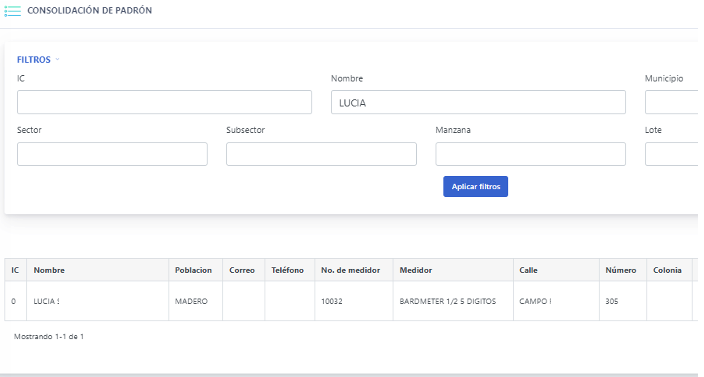 CONSOLIDACIÓN DE PADRÓN
FILTROS
IC Nombre Municipio
LUCIA
Sector Subsector Manzana Lote
Aplicar filtros
IC Nombre Poblacion Correo Teléfono No. de medidor Medidor Calle Número Colonia
0 LUCIA MADERO 10032 BARDMETER 1/2 5 DIGITOS CAMPO 305
Mostrando 1-1 de 1